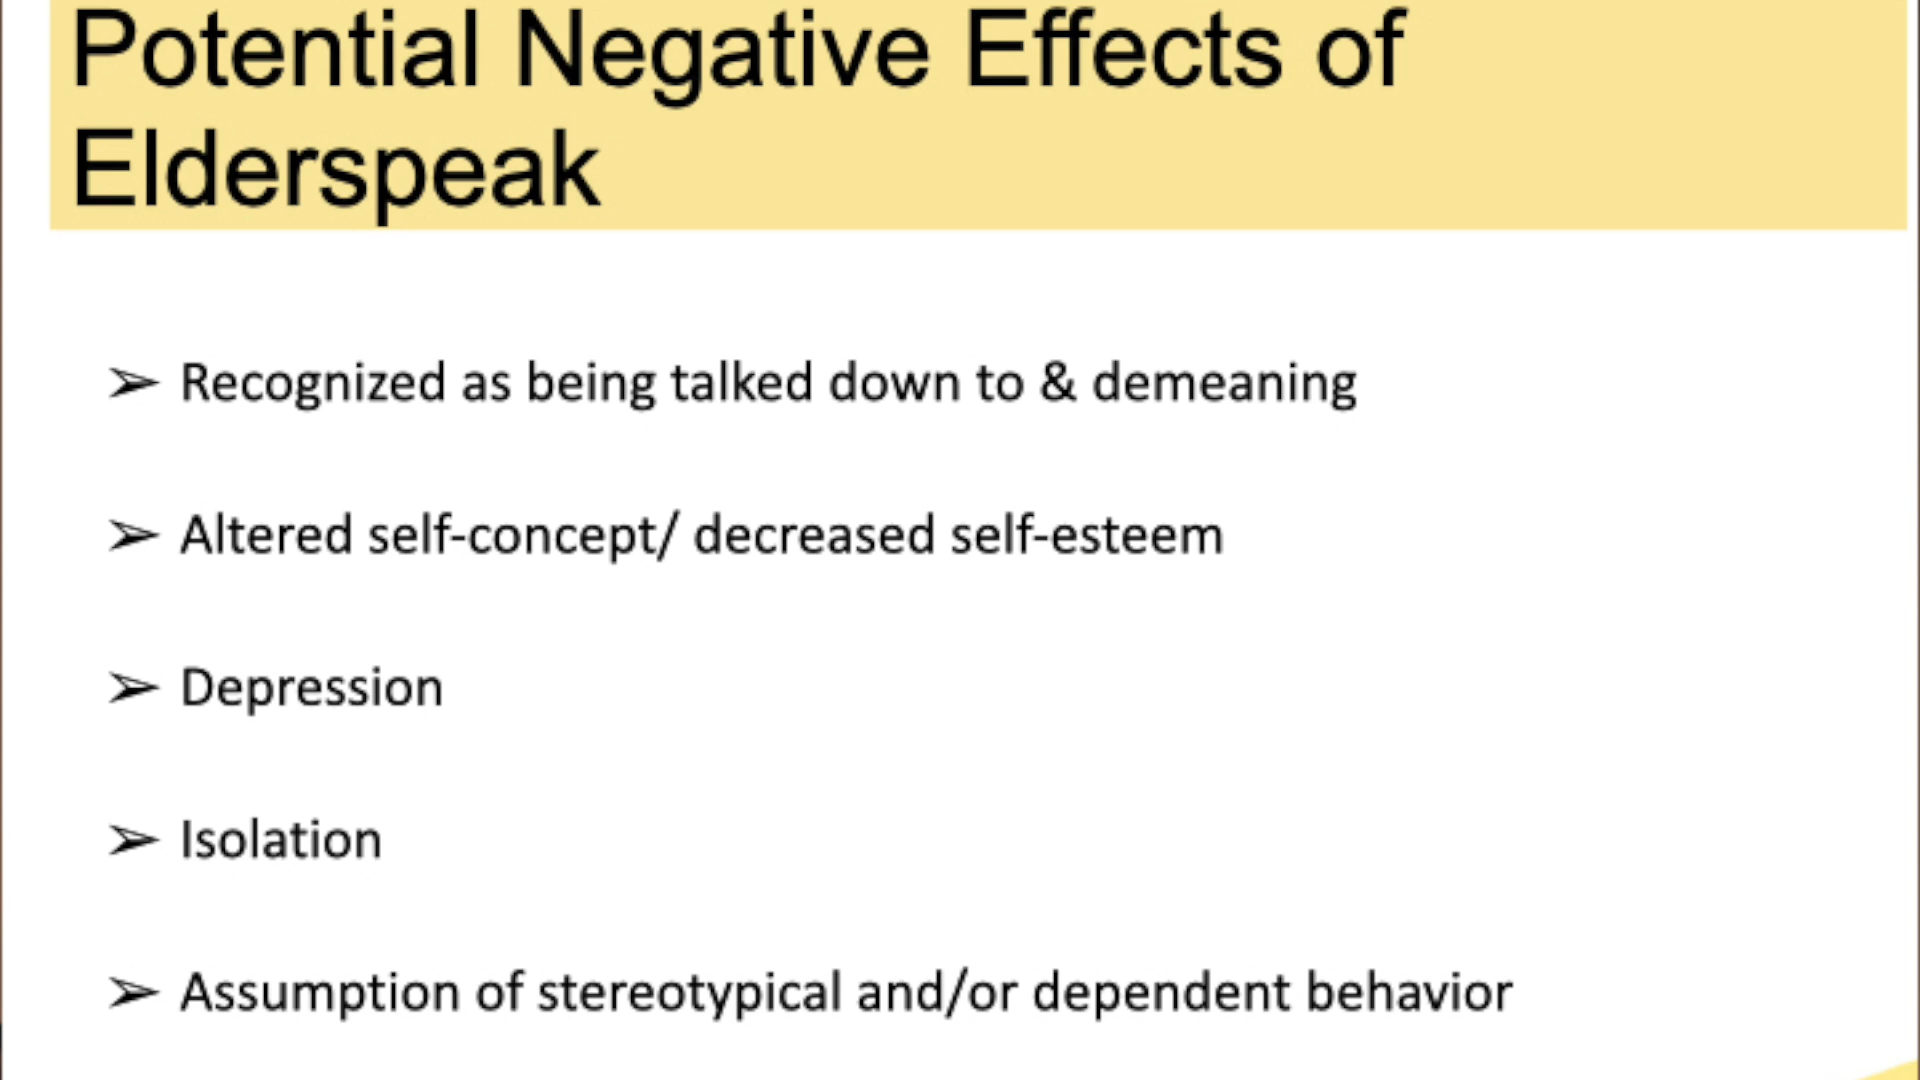 Potential Negative Effects of
Elderspeak
➢ Recognized as being talked down to & demeaning
➢ Altered self-concept/ decreased self-esteem
➢ Depression
➢ Isolation
➢ Assumption of stereotypical and/or dependent behavior